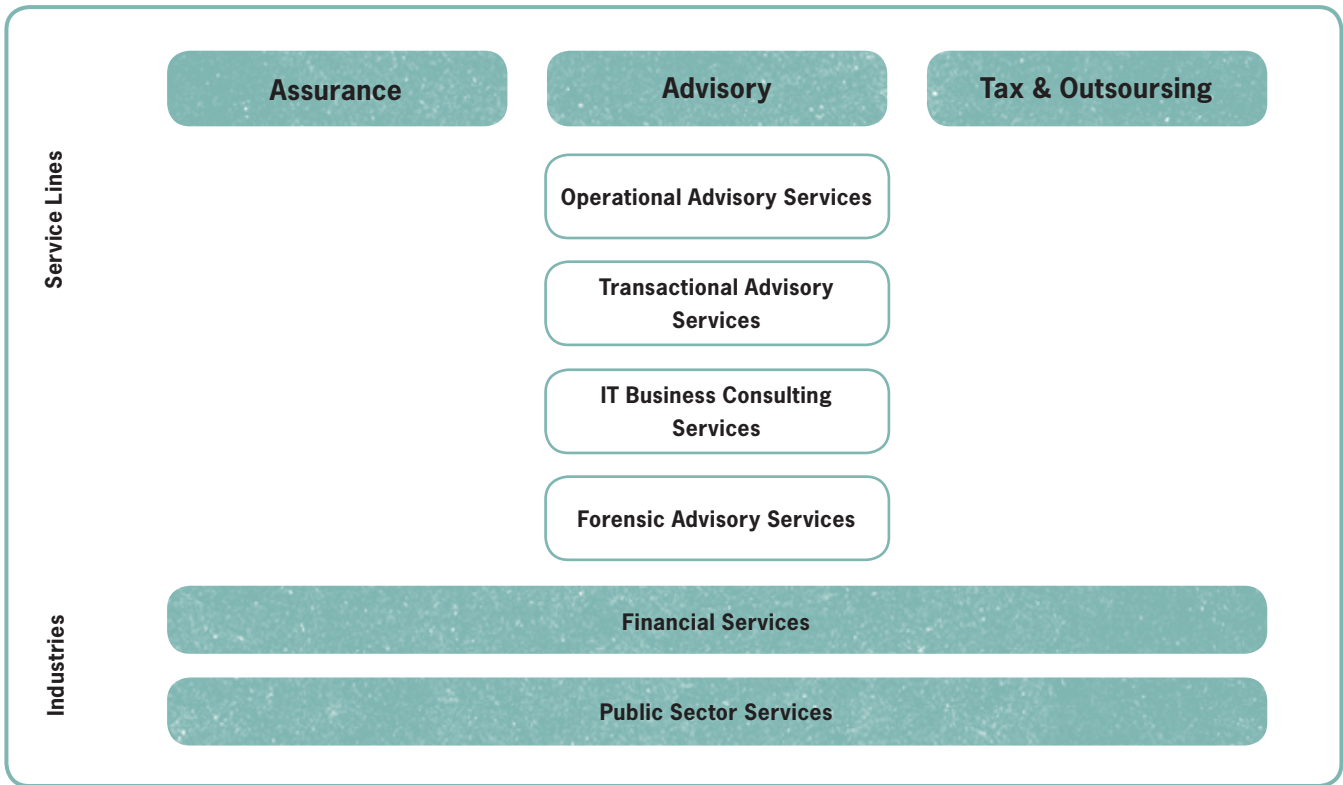 Assurance
Advisory
Tax & Outsoursing
Service Lines
Operational Advisory Services
Transactional Advisory
Services
IT Business Consulting
Services
Forensic Advisory Services
Industries
Financial Services
Public Sector Services